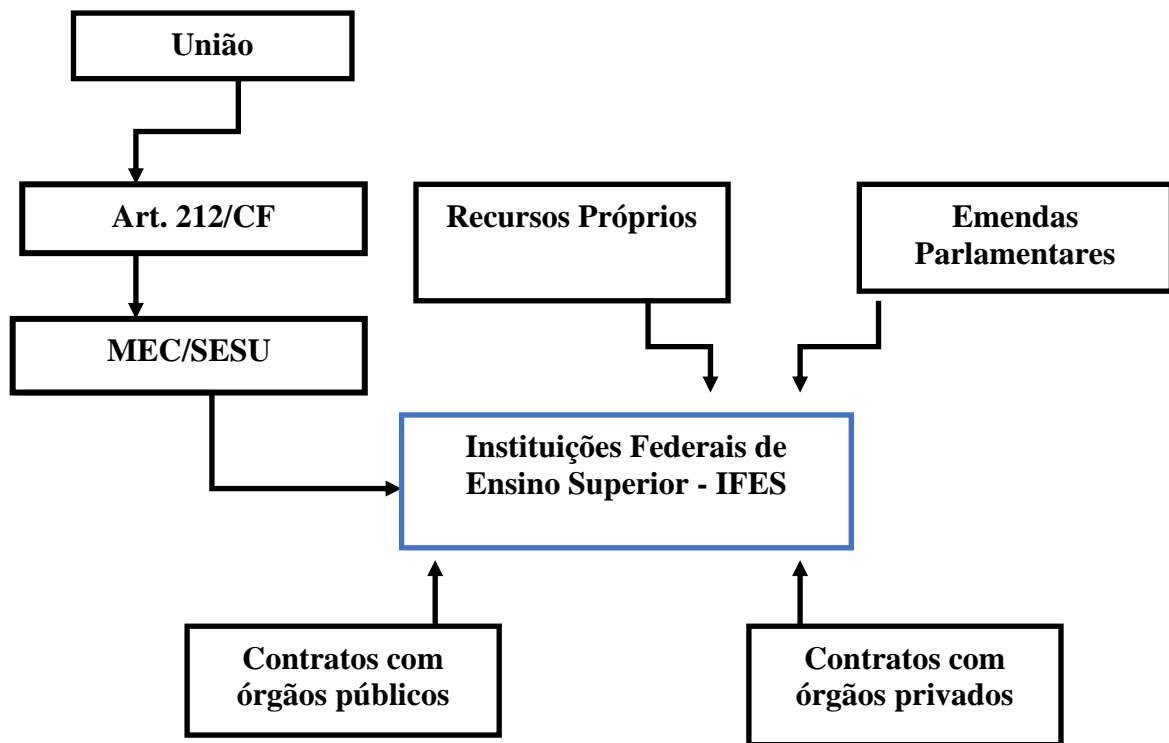 União
Art. 212/CF
Recursos Próprios
Emendas
Parlamentares
MEC/SESU
Instituições Federais de
Ensino Superior - IFES
Contratos com
órgãos públicos
Contratos com
órgãos privados